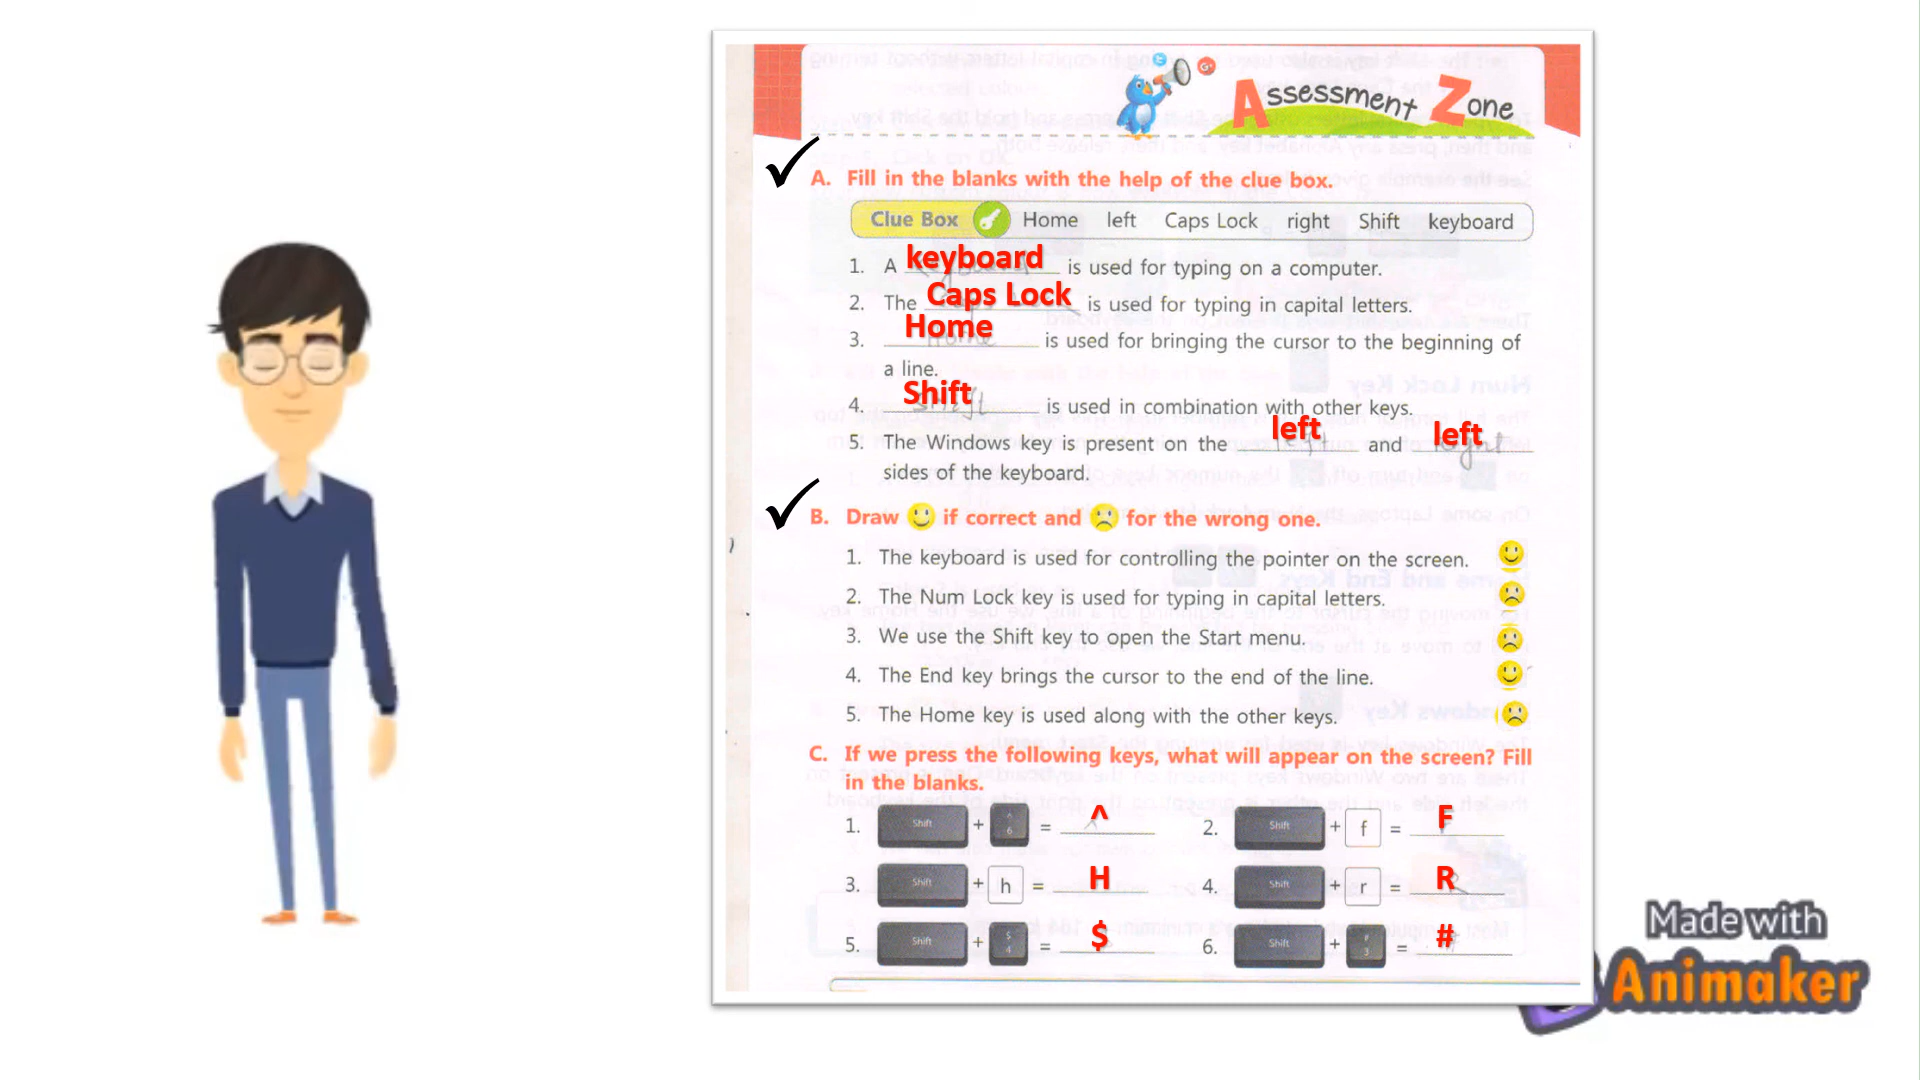 Assessment Zone
A. Fill in the blanks with the help of the clue box.
Clue Box Home left Caps Lock right Shift keyboard
1. A keyboard is used for typing on a computer.
2. The Caps Lock is used for typing in capital letters.
3. Home is used for bringing the cursor to the beginning of
a line.
4. Shift is used in combination with other keys.
5. The Windows key is present on the left and left
sides of the keyboard.
B. Draw if correct and for the wrong one.
1. The keyboard is used for controlling the pointer on the screen.
2. The Num Lock key is used for typing in capital letters.
3. We use the Shift key to open the Start menu.
4. The End key brings the cursor to the end of the line.
5. The Home key is used along with the other keys.
C. If we press the following keys, what will appear on the screen? Fill
in the blanks.
1. Shift + ^ 6 = ^ 2. Shift + f = F
3. Shift + h = H 4. Shift + r = R
5. Shift + $ 4 = $ 6. Shift + # 3 = #
Made with
Animaker